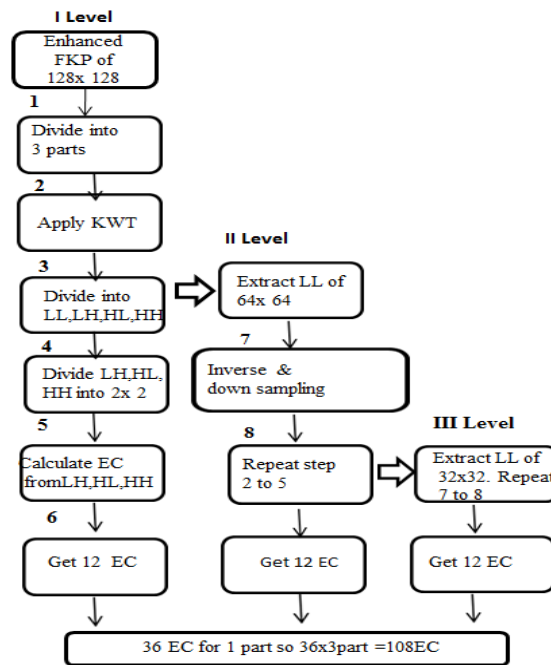 I Level
Enhanced
FKP of
128x 128
1
Divide into
3 parts
2
Apply KWT
3
Divide into
LL,LH,HL,HH
4
Divide LH,HL,
HH into 2x 2
5
Calculate EC
fromLH,HL,HH
6
Get 12 EC
II Level
Extract LL of
64x 64
7
Inverse &
down sampling
8
Repeat step
2 to 5
Get 12 EC
III Level
Extract LL of
32x32. Repeat
7 to 8
Get 12 EC
36 EC for 1 part so 36x3part =108EC